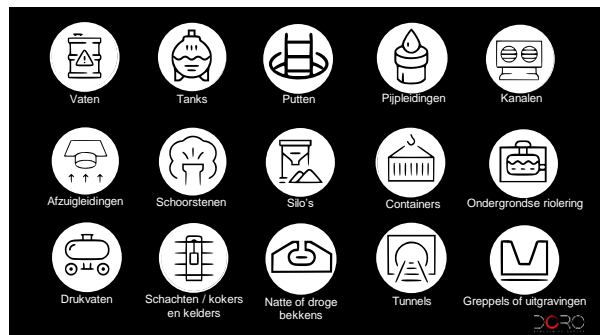 Vaten
Tanks
Putten
Pijpleidingen
Kanalen
Afzuigleidingen
Schoorstenen
Silo's
Containers
Ondergrondse riolering
Drukvaten
Schachten / kokers
en kelders
Natte of droge
bekkens
Tunnels
Greppels of uitgravingen
DORO